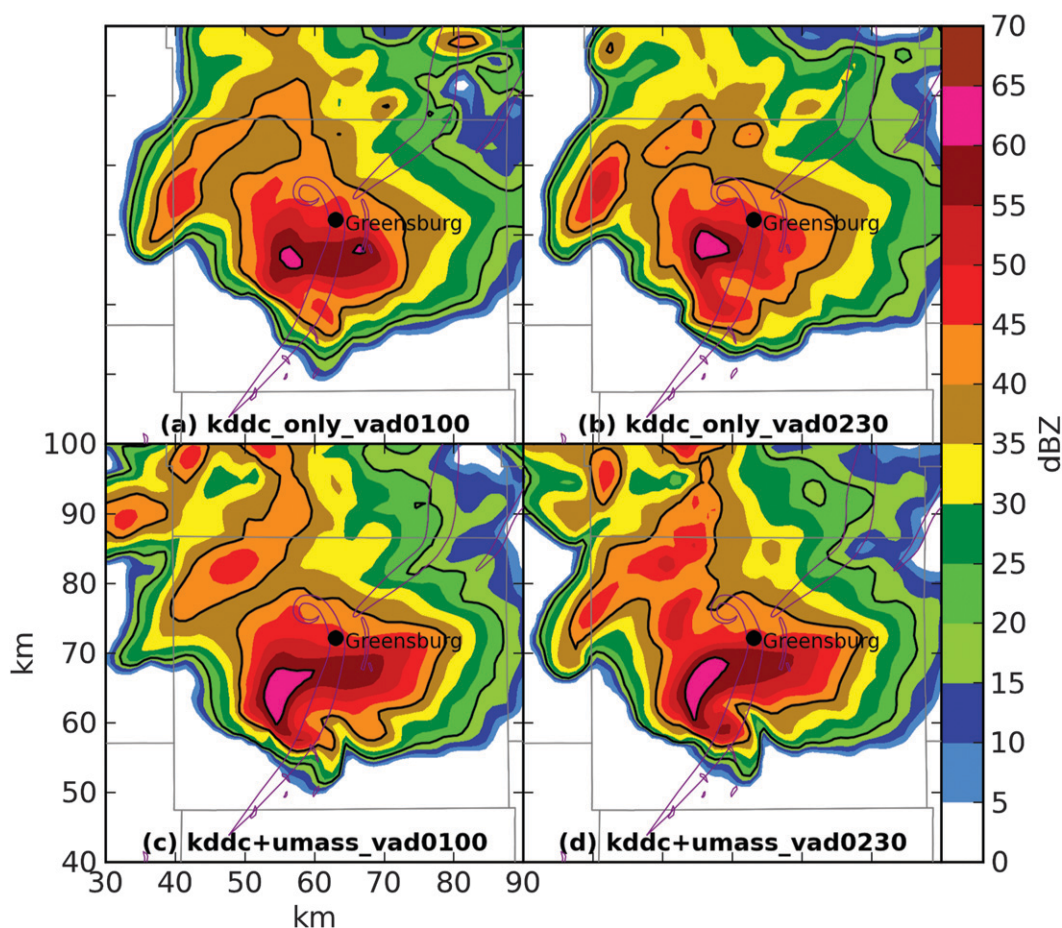 70
65
60
55
50
45
40
35
30
25
20
15
10
5
0
dBZ
Greensburg
(a) kddc_only_vad0100
Greensburg
(b) kddc_only_vad0230
100
90
80
70
60
50
40
km
Greensburg
(c) kddc+umass_vad0100
Greensburg
(d) kddc+umass_vad0230
30 40 50 60 70 80 90
km